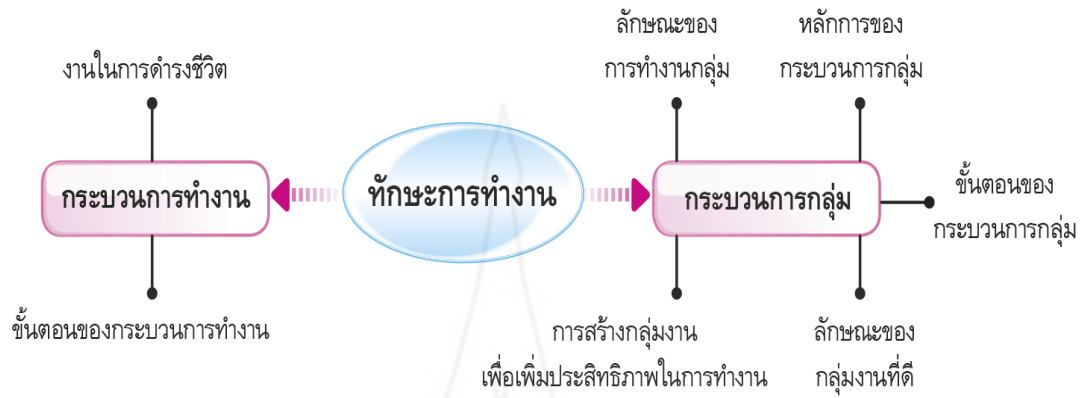 งานในการดำรงชีวิต
กระบวนการทำงาน
ขั้นตอนของกระบวนการทำงาน
ทักษะการทำงาน
ลักษณะของ
การทำงานกลุ่ม
หลักการของ
กระบวนการกลุ่ม
กระบวนการกลุ่ม
ขั้นตอนของ
กระบวนการกลุ่ม
การสร้างกลุ่มงาน
เพื่อเพิ่มประสิทธิภาพในการทำงาน
ลักษณะของ
กลุ่มงานที่ดี